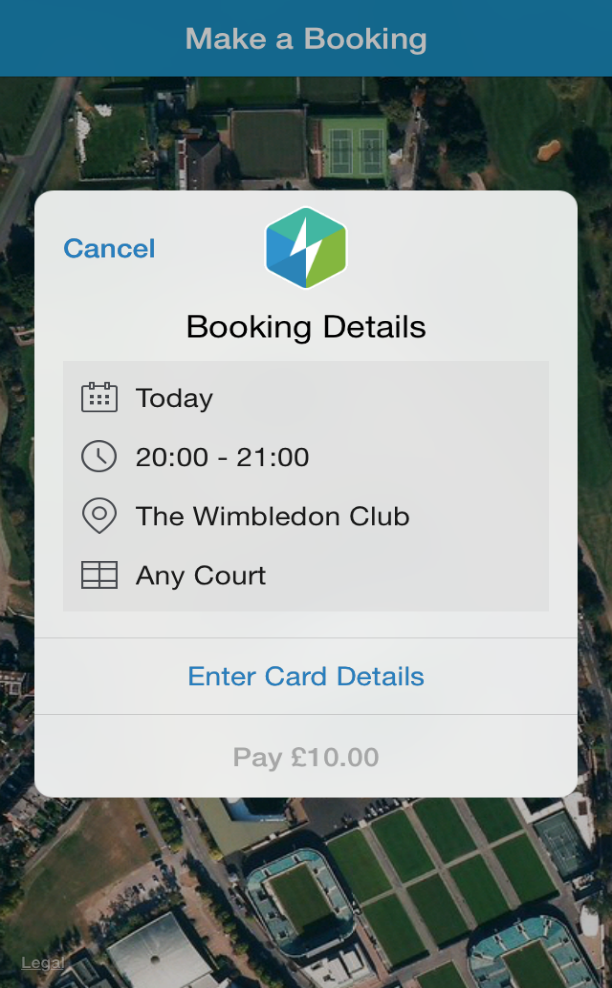 Make a Booking
Cancel
Booking Details
Today
20:00 - 21:00
The Wimbledon Club
Any Court
Enter Card Details
Pay £10.00
Legal